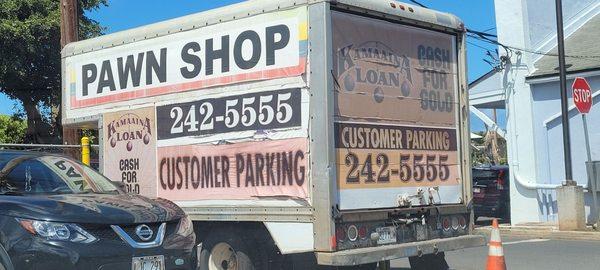 PAWN SHOP
KAMAAINA
LOAN
CASH
FOR
GOLD
242-5555
CUSTOMER PARKING
KAMAAINA
LOAN
CASH
FOR
GOLD
CUSTOMER PARKING
242-5555
STOP